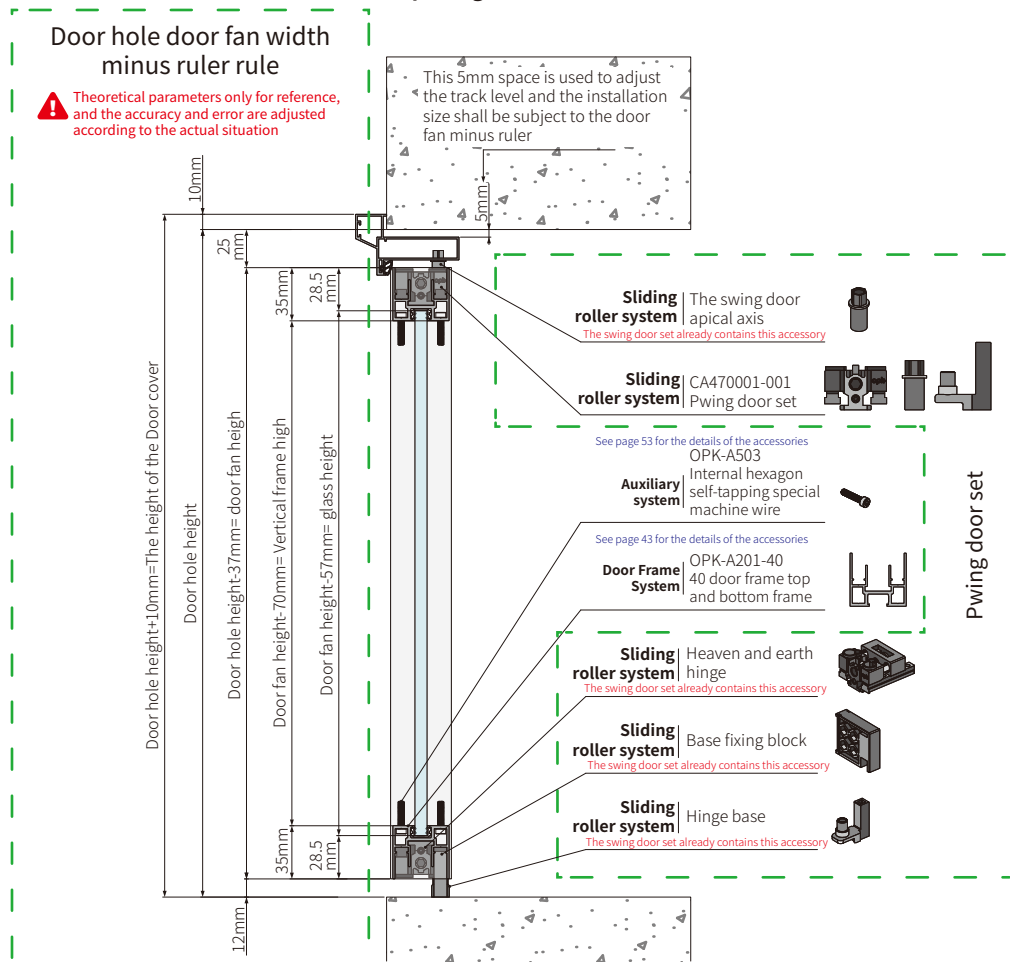 Door hole door fan width
minus ruler rule
Theoretical parameters only for reference,
and the accuracy and error are adjusted
according to the actual situation
This 5mm space is used to adjust
the track level and the installation
size shall be subject to the door
fan minus ruler
10mm
5mm
25
mm
35mm
28.5
mm
Door hole height+10mm=The height of the Door cover
Door hole height
Door hole height-37mm= door fan heigh
Door fan height-70mm= Vertical frame high
Door fan height-57mm= glass height
35mm
28.5
mm
12mm
Sliding
roller system
The swing door
apical axis
The swing door set already contains this accessory
Sliding
roller system
CA470001-001
Pwing door set
See page 53 for the details of the accessories
Auxiliary
system
OPK-A503
Internal hexagon
self-tapping special
machine wire
See page 43 for the details of the accessories
Door Frame
System
OPK-A201-40
40 door frame top
and bottom frame
Sliding
roller system
Heaven and earth
hinge
The swing door set already contains this accessory
Sliding
roller system
Base fixing block
The swing door set already contains this accessory
Sliding
roller system
Hinge base
The swing door set already contains this accessory
Pwing door set